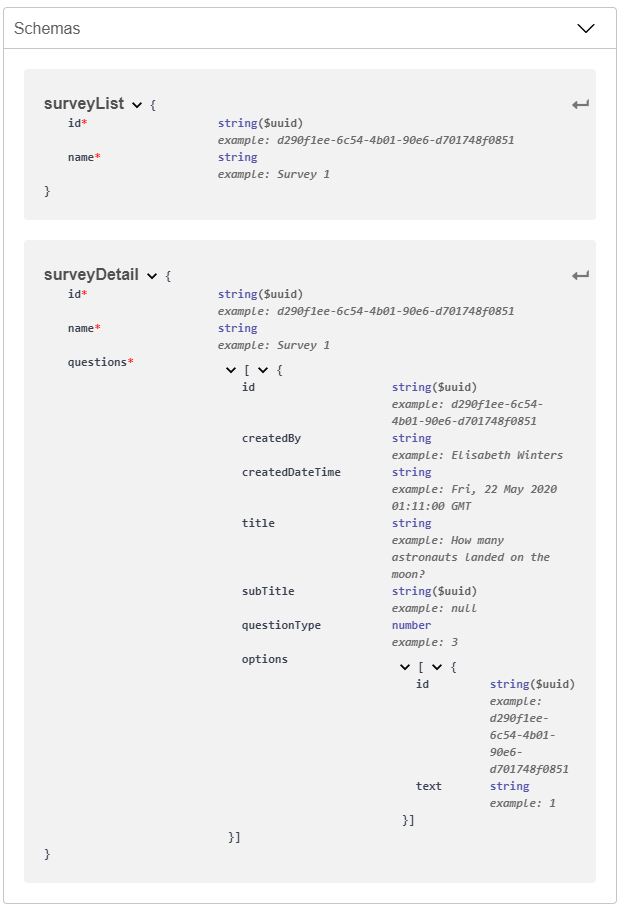 Schemas
surveyList {
id* string($uuid)
example: d290f1ee-6c54-4b01-90e6-d701748f0851
name* string
example: Survey 1
}
surveyDetail {
id* string($uuid)
example: d290f1ee-6c54-4b01-90e6-d701748f0851
name* string
example: Survey 1
questions*
[ {
id string($uuid)
example: d290f1ee-6c54-
4b01-90e6-d701748f0851
createdBy string
example: Elisabeth Winters
createdDateTime string
example: Fri, 22 May 2020
01:11:00 GMT
title string
example: How many
astronauts landed on the
moon?
subTitle string($uuid)
example: null
questionType number
example: 3
options
[ {
id string($uuid)
example:
d290f1ee-
6c54-4b01-
90e6-
d701748f0851
text string
example: 1
}]
}]
}